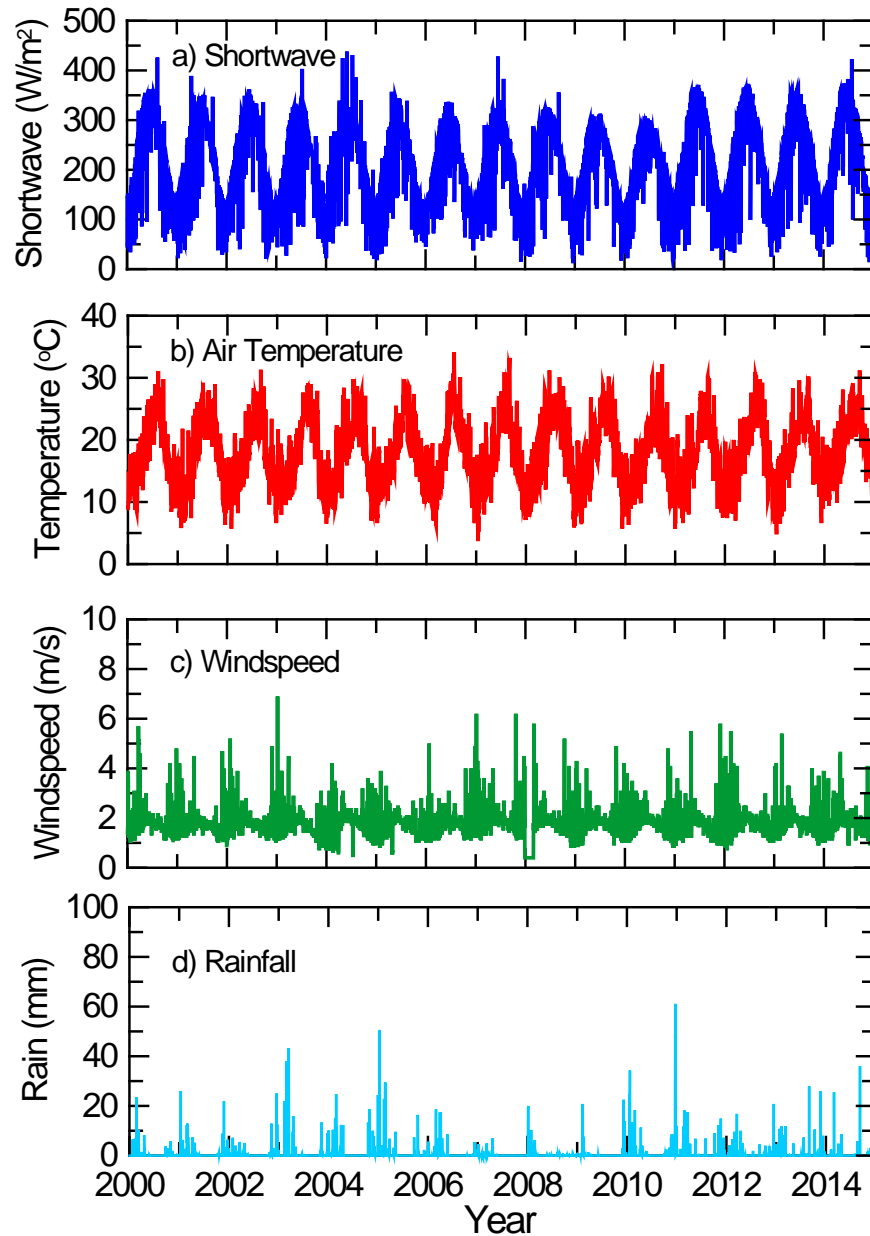 500
400
300
200
100
0
Shortwave (W/m²)
a) Shortwave
40
30
20
10
0
Temperature (ºC)
b) Air Temperature
10
8
6
4
2
0
Windspeed (m/s)
c) Windspeed
100
80
60
40
20
0
Rain (mm)
d) Rainfall
2000 2002 2004 2006 2008 2010 2012 2014
Year